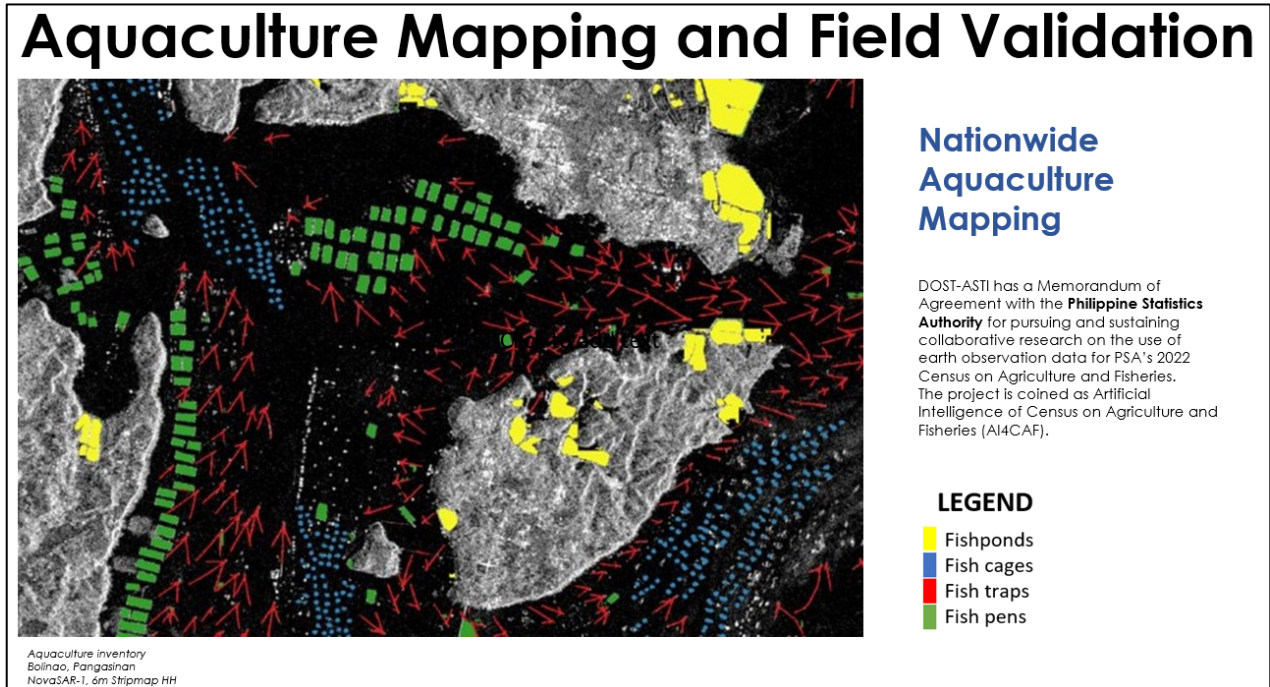 Aquaculture Mapping and Field Validation
Nationwide
Aquaculture
Mapping
DOST-ASTI has a Memorandum of
Agreement with the Philippine Statistics
Authority for pursuing and sustaining
collaborative research on the use of
earth observation data for PSA's 2022
Census on Agriculture and Fisheries.
The project is coined as Artificial
Intelligence of Census on Agriculture and
Fisheries (AI4CAF).
LEGEND
Fishponds
Fish cages
Fish traps
Fish pens
Aquaculture inventory
Bolinao, Pangasinan
NovaSAR-1, 6m Stripmap HH